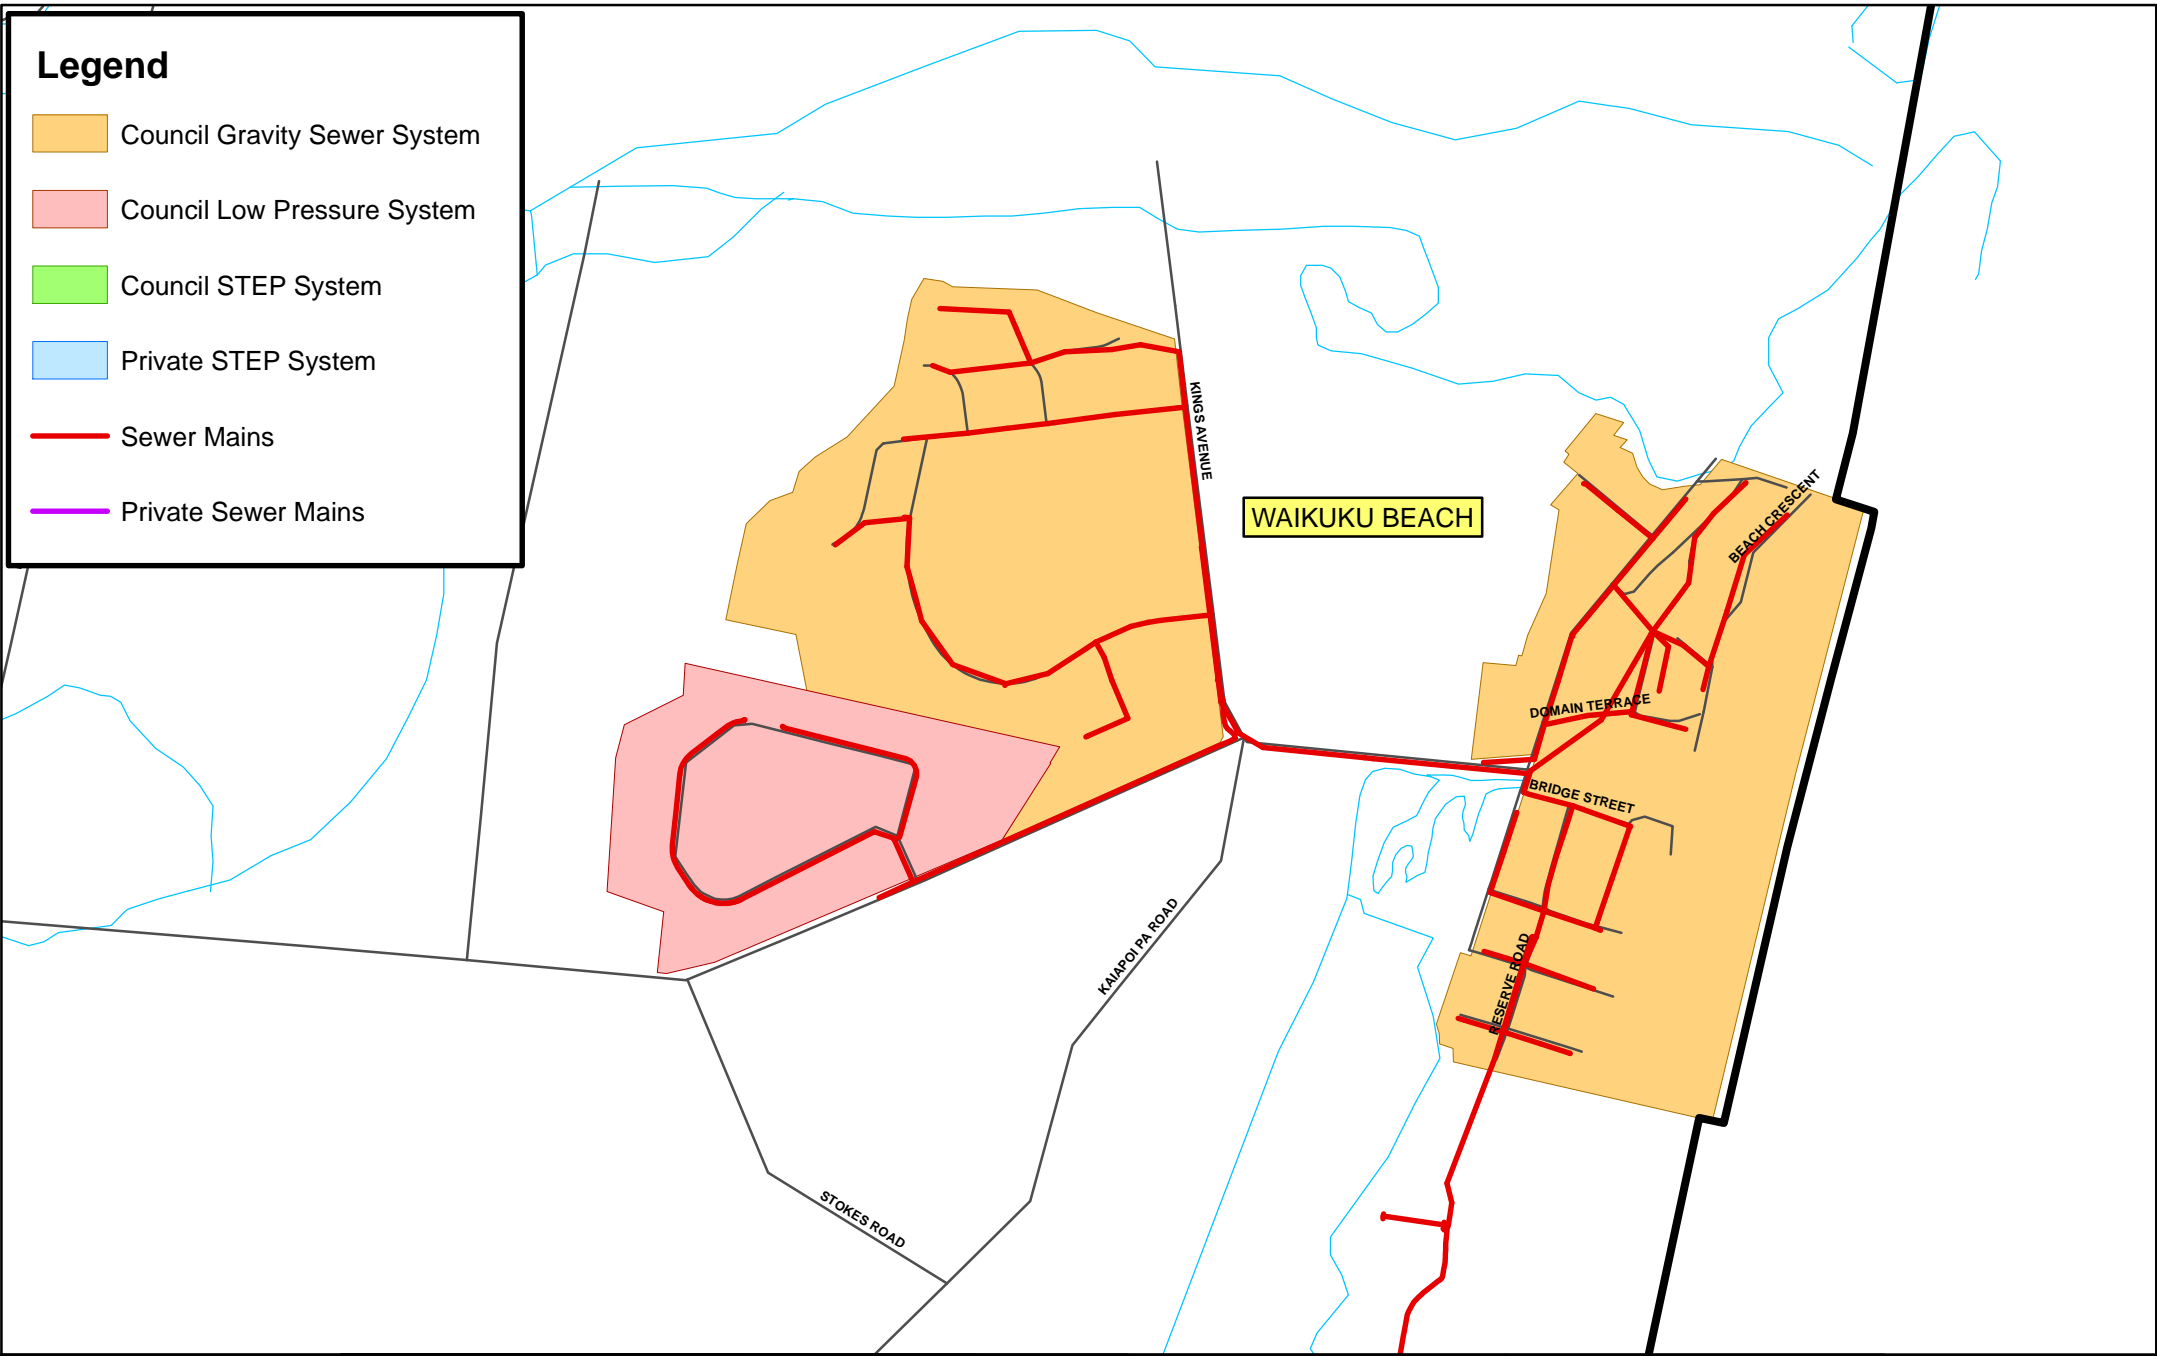 Legend
Council Gravity Sewer System
Council Low Pressure System
Council STEP System
Private STEP System
Sewer Mains
Private Sewer Mains
KINGS AVENUE
WAIKUKU BEACH
BEACH CRESCENT
DOMAIN TERRACE
BRIDGE STREET
KAIAPOI PA ROAD
RESERVE ROAD
STOKES ROAD